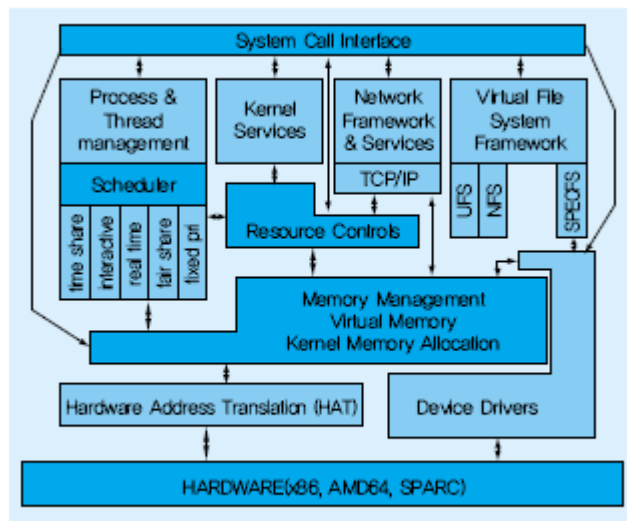 System Call Interface
Process &
Thread
management
Kernel
Services
Network
Framework
& Services
Virtual File
System
Framework
Scheduler
TCP/IP
time share
interactive
real time
fair share
fixed pri
UFS
NFS
SPECFS
Resource Controls
Memory Management
Virtual Memory
Kernel Memory Allocation
Hardware Address Translation (HAT)
Device Drivers
HARDWARE(x86, AMD64, SPARC)